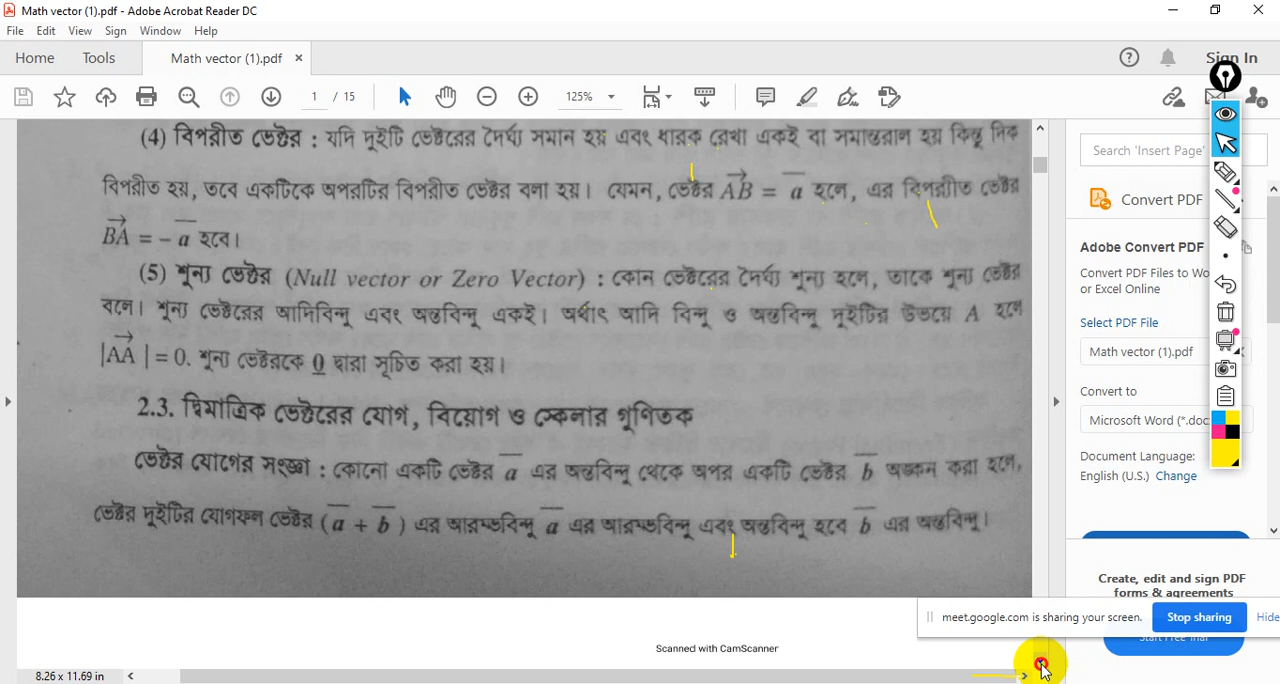 Math vector (1).pdf - Adobe Acrobat Reader DC
File Edit View Sign Window Help
Home Tools Math vector (1).pdf × Sign In
1 / 15 125%
(4) বিপরীত ভেক্টর : যদি দুইটি ভেক্টরের দৈর্ঘ্য সমান হয় এবং ধারক রেখা একই বা সমান্তরাল হয় কিন্তু দিক
বিপরীত হয়, তবে একটিকে অপরটির বিপরীত ভেক্টর বলা হয়। যেমন, ভেক্টর AB = a হলে, এর বিপরীত ভেক্টর
BA = – a হবে।
(5) শূন্য ভেক্টর (Null vector or Zero Vector) : কোন ভেক্টরের দৈর্ঘ্য শূন্য হলে, তাকে শূন্য ভেক্টর
বলে। শূন্য ভেক্টরের আদিবিন্দু এবং অন্তবিন্দু একই। অর্থাৎ আদি বিন্দু ও অন্তবিন্দু দুইটির উভয়ে A হলে
|AA| = 0. শূন্য ভেক্টরকে 0 দ্বারা সূচিত করা হয়।
2.3. দ্বিমাত্রিক ভেক্টরের যোগ, বিয়োগ ও স্কেলার গুণিতক
ভেক্টর যোগের সংজ্ঞা : কোনো একটি ভেক্টর a এর অন্তবিন্দু থেকে অপর একটি ভেক্টর b অঙ্কন করা হলে,
ভেক্টর দুইটির যোগফল ভেক্টর (a + b) এর আরম্ভবিন্দু a এর আরম্ভবিন্দু এবং অন্তবিন্দু হবে b এর অন্তবিন্দু।
Scanned with CamScanner
8.26 x 11.69 in
Search 'Insert Page'
Convert PDF
Adobe Convert PDF
Convert PDF Files to Wo
or Excel Online
Select PDF File
Math vector (1).pdf
Convert to
Microsoft Word (*.doc
Document Language:
English (U.S.) Change
Create, edit and sign PDF
forms & agreements
meet.google.com is sharing your screen. Stop sharing Hide
Start Free Trial